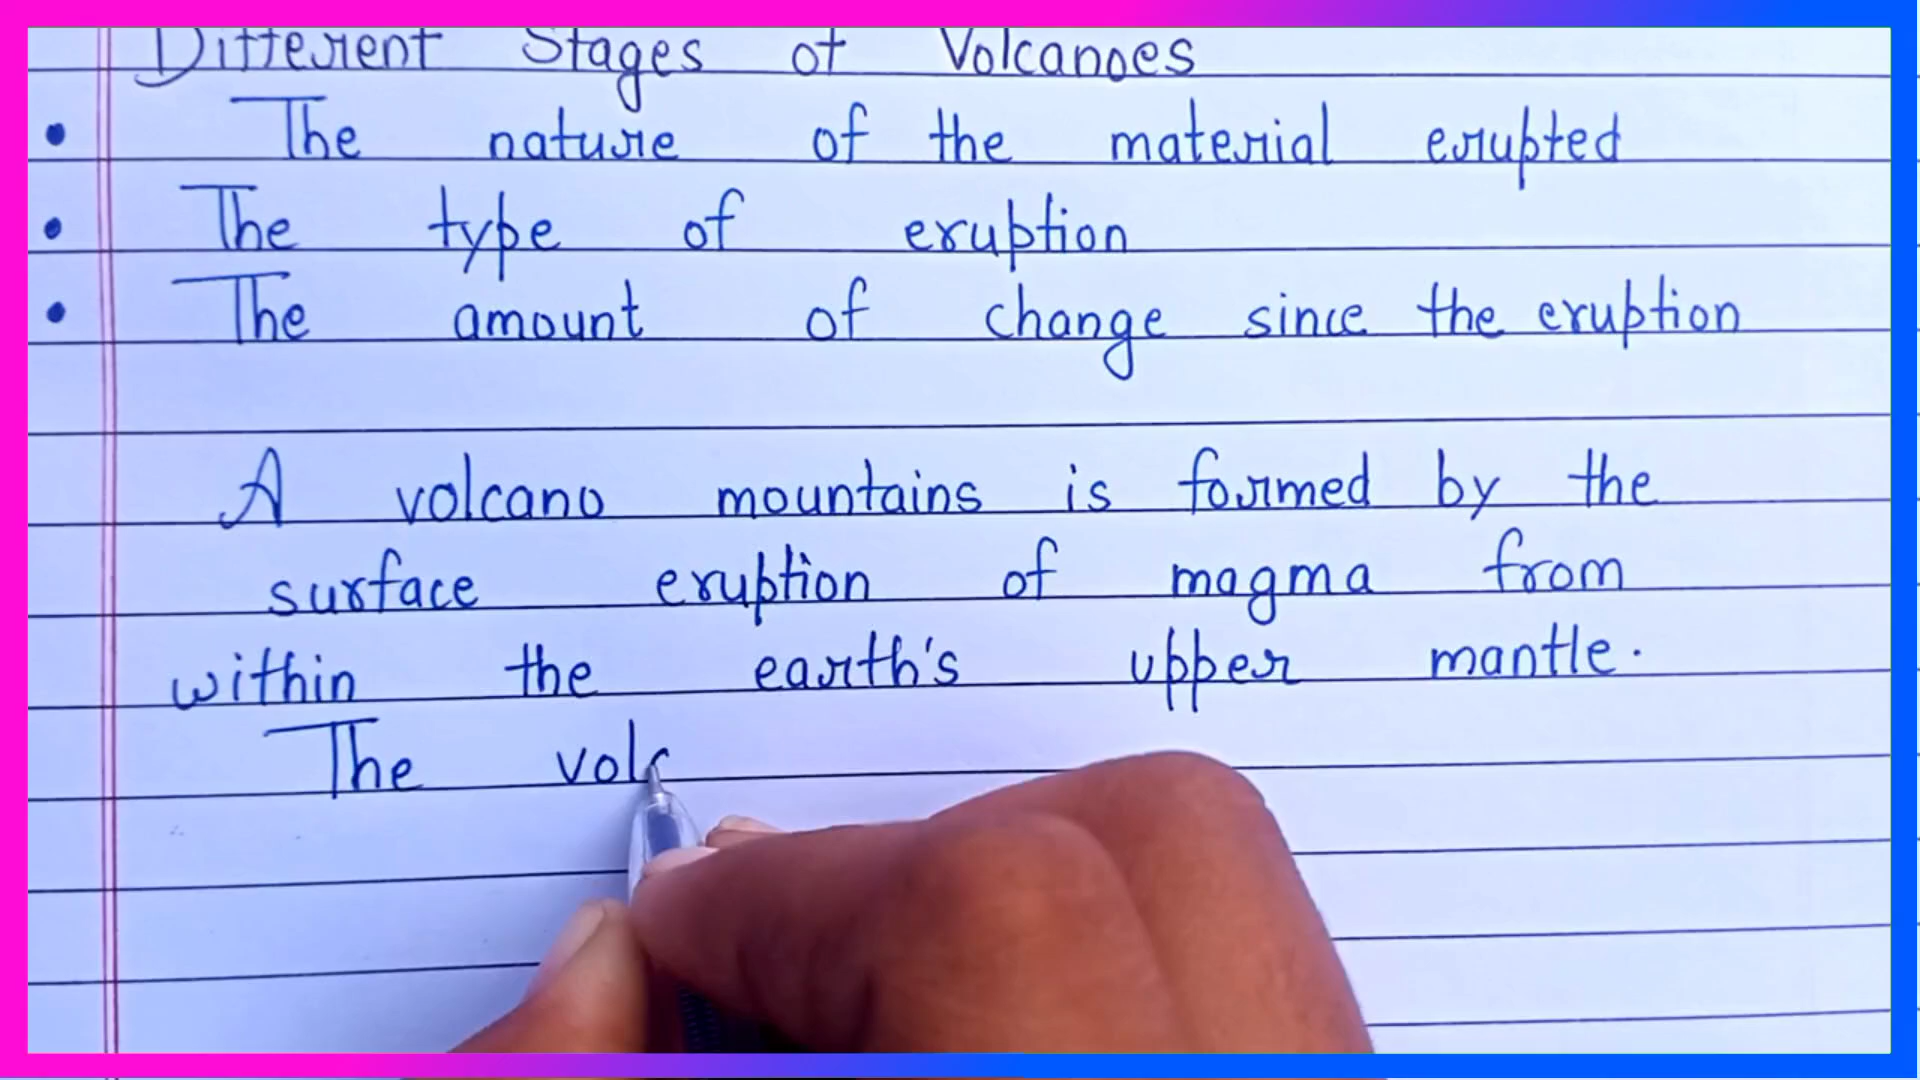 Different Stages of Volcanoes
• The nature of the material erupted
• The type of eruption
• The amount of change since the eruption
A volcano mountains is formed by the
surface eruption of magma from
within the earth's upper mantle.
The volc